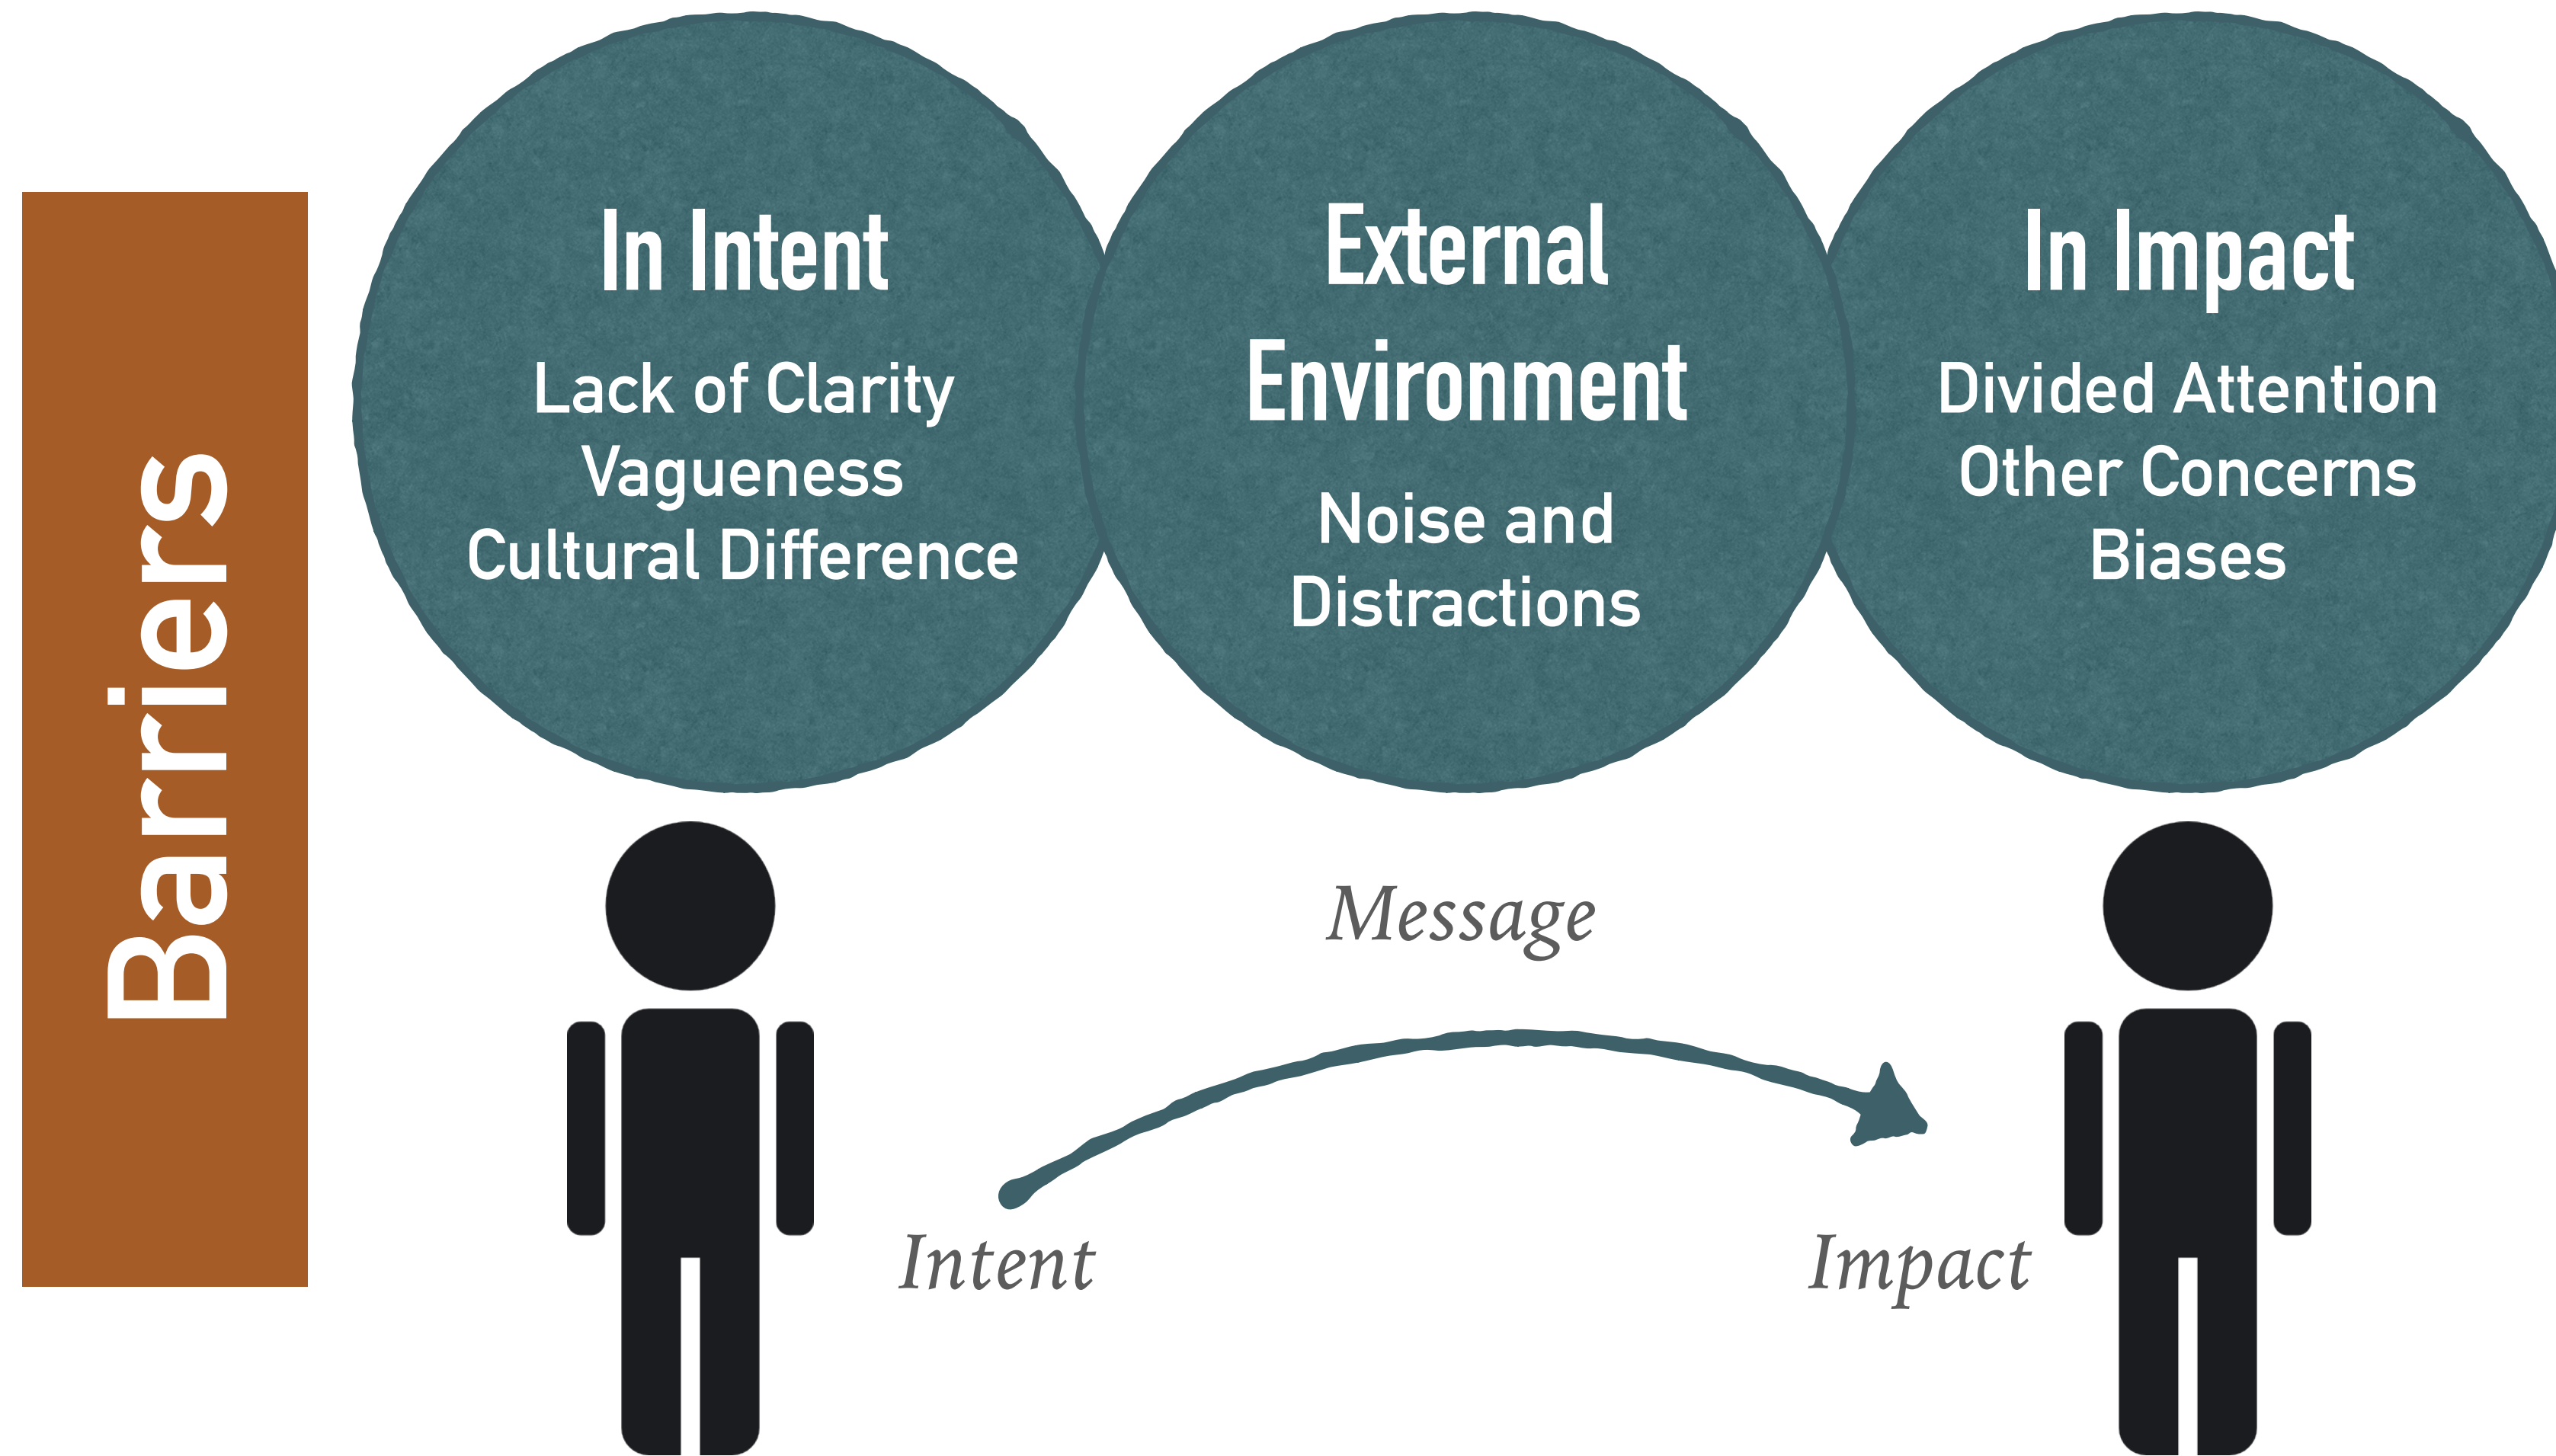 Barriers
In Intent
Lack of Clarity
Vagueness
Cultural Difference
External
Environment
Noise and
Distractions
In Impact
Divided Attention
Other Concerns
Biases
Message
Intent
Impact